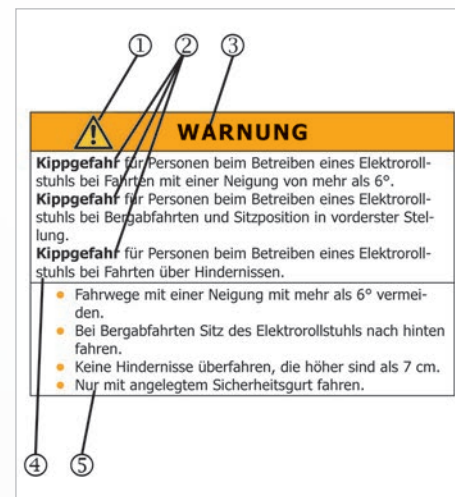 ① ② ③
WARNUNG
Kippgefahr für Personen beim Betreiben eines Elektroroll-
stuhls bei Fahrten mit einer Neigung von mehr als 6°.
Kippgefahr für Personen beim Betreiben eines Elektroroll-
stuhls bei Bergabfahrten und Sitzposition in vorderster Stel-
lung.
Kippgefahr für Personen beim Betreiben eines Elektroroll-
stuhls bei Fahrten über Hindernissen.
• Fahrwege mit einer Neigung mit mehr als 6° vermei-
den.
• Bei Bergabfahrten Sitz des Elektrorollstuhls nach hinten
fahren.
• Keine Hindernisse überfahren, die höher sind als 7 cm.
• Nur mit angelegtem Sicherheitsgurt fahren.
④ ⑤